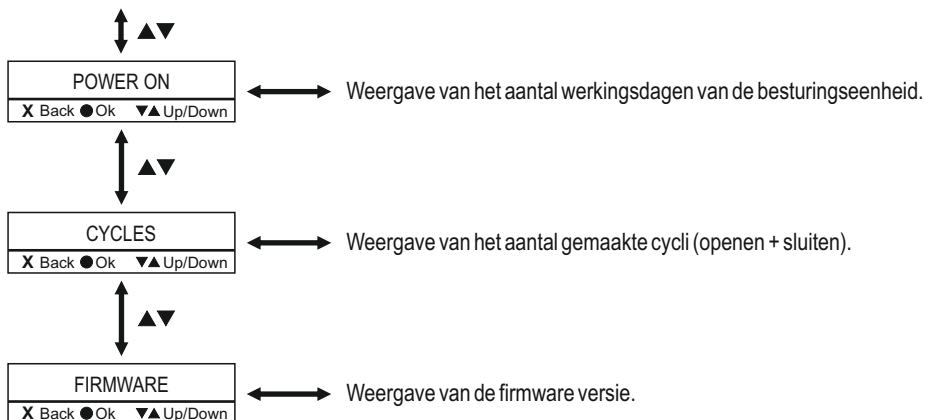 ▲▼
POWER ON
X Back ●Ok ▼▲Up/Down
Weergave van het aantal werkingsdagen van de besturingseenheid.
▲▼
CYCLES
X Back ●Ok ▼▲Up/Down
Weergave van het aantal gemaakte cycli (openen + sluiten).
▲▼
FIRMWARE
X Back ●Ok ▼▲Up/Down
Weergave van de firmware versie.